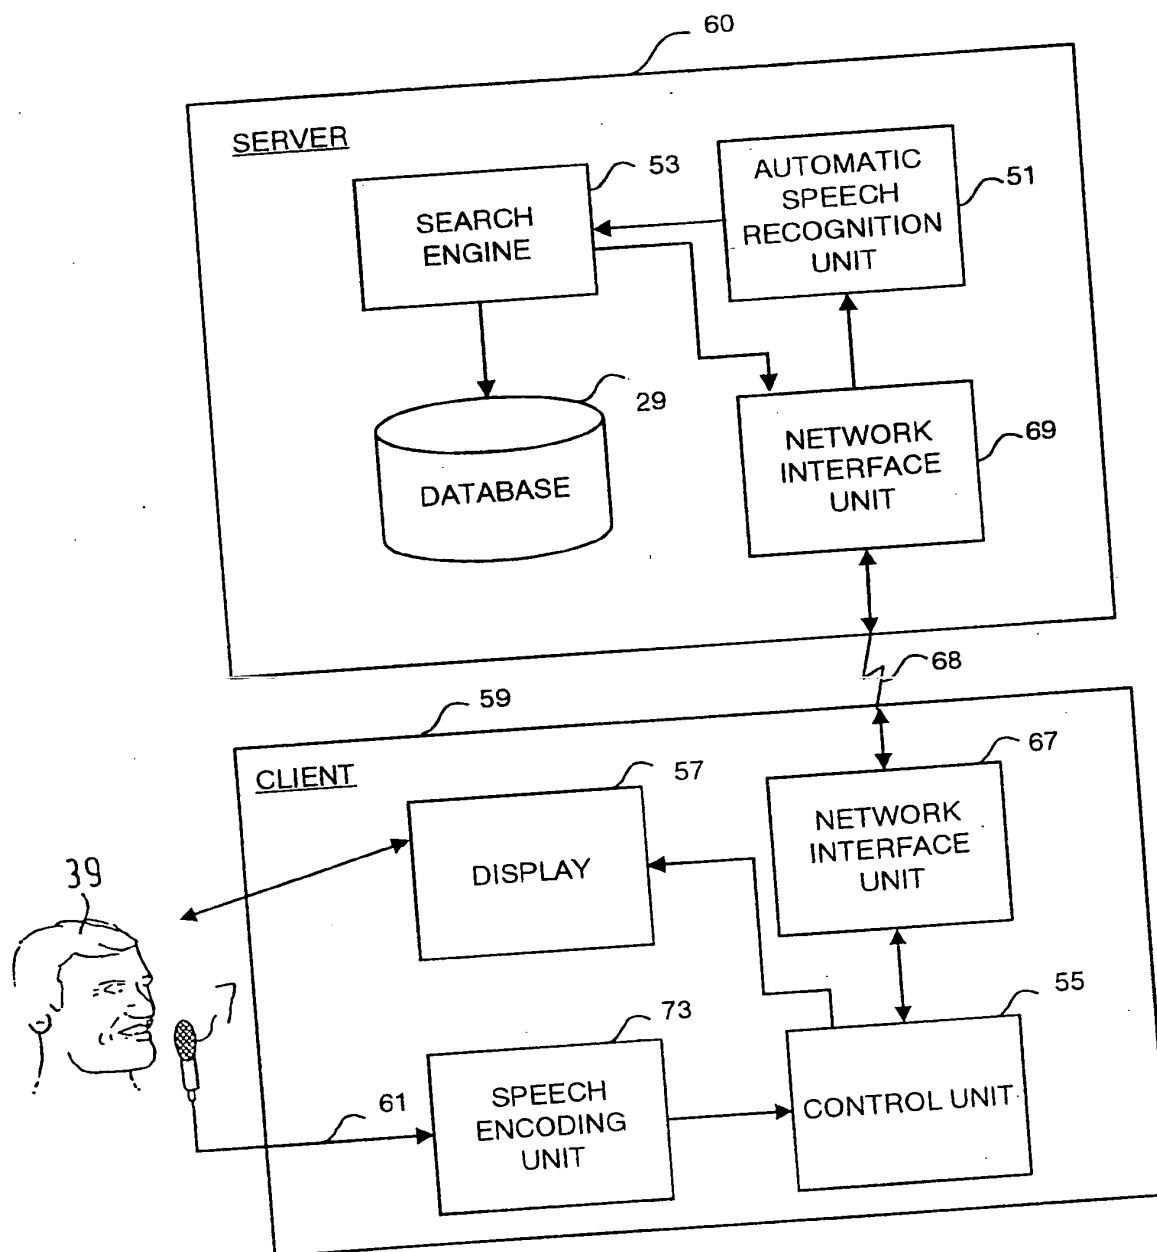 60
SERVER
53
SEARCH
ENGINE
AUTOMATIC
SPEECH
RECOGNITION
UNIT
51
29
DATABASE
NETWORK
INTERFACE
UNIT
69
68
59
CLIENT
57
DISPLAY
67
NETWORK
INTERFACE
UNIT
39
7
73
SPEECH
ENCODING
UNIT
55
CONTROL UNIT
61